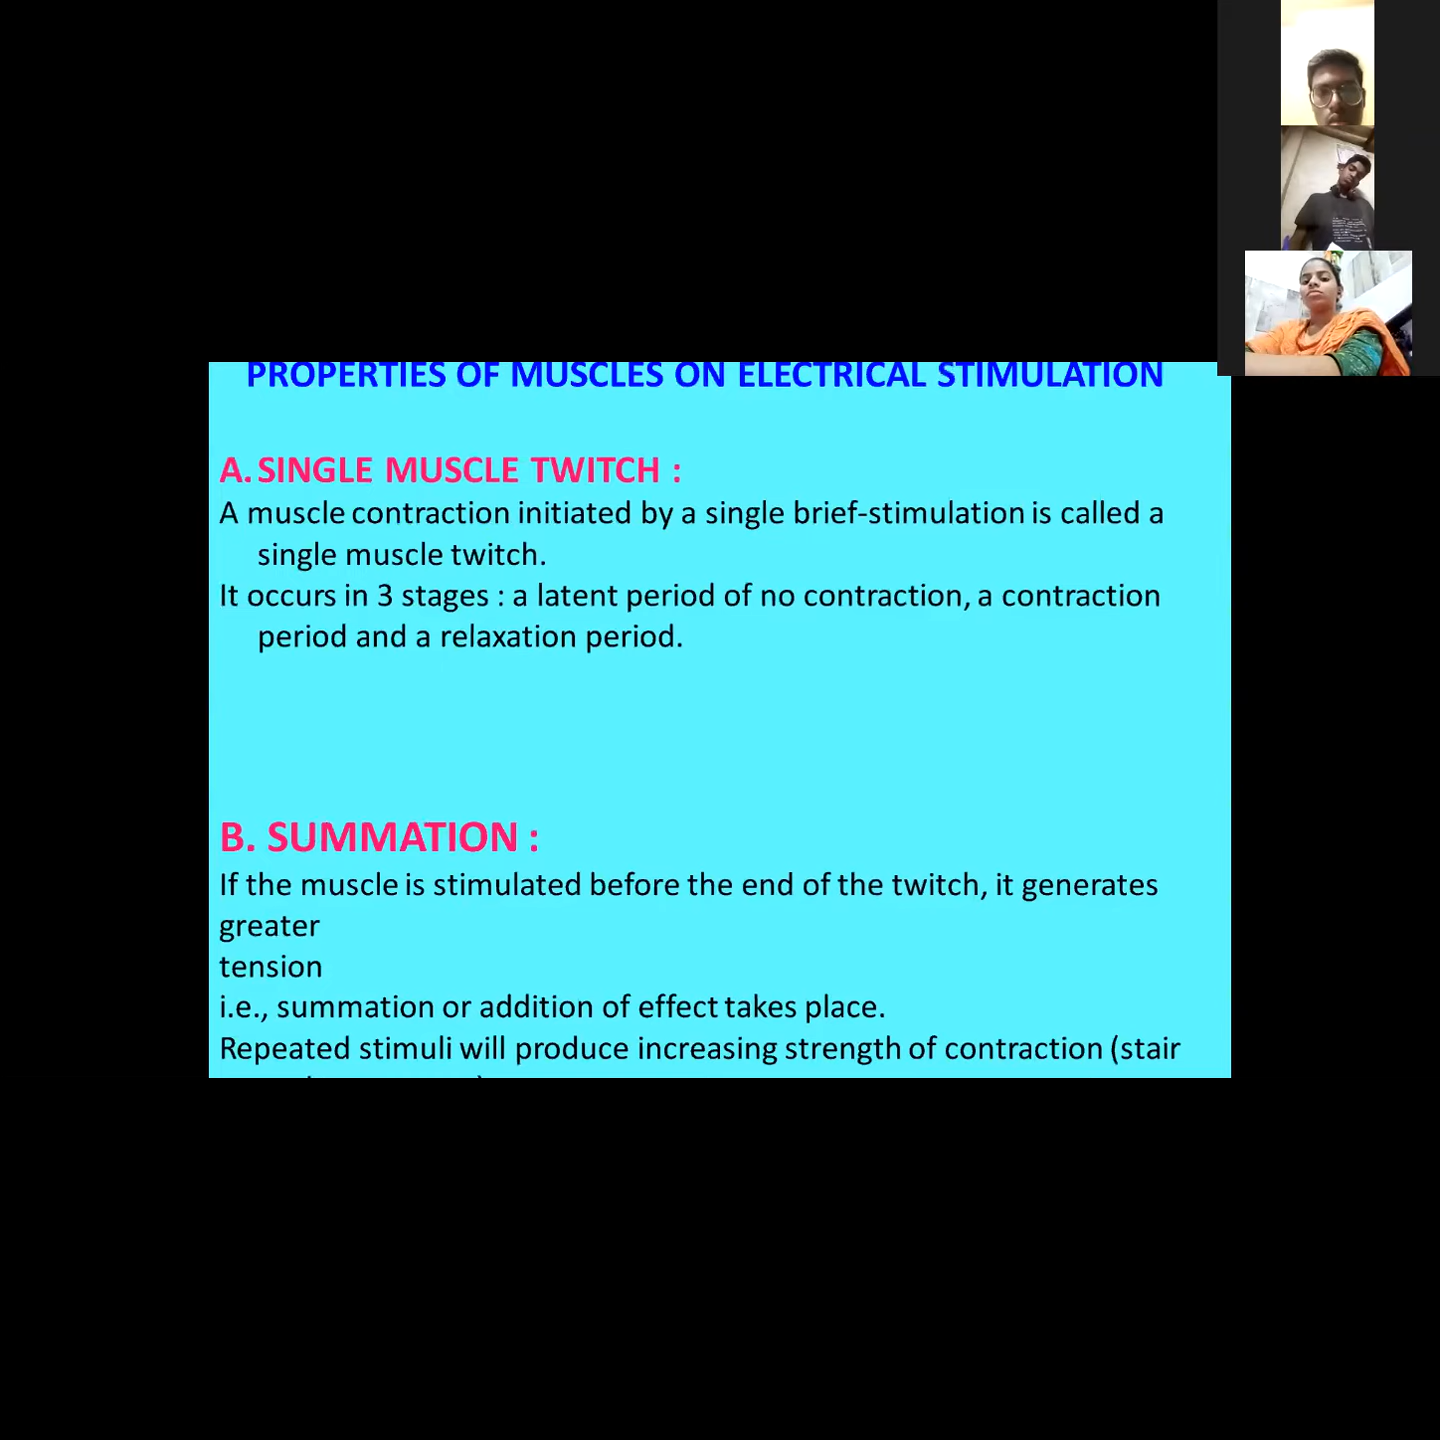 PROPERTIES OF MUSCLES ON ELECTRICAL STIMULATION
A. SINGLE MUSCLE TWITCH :
A muscle contraction initiated by a single brief-stimulation is called a
single muscle twitch.
It occurs in 3 stages : a latent period of no contraction, a contraction
period and a relaxation period.
B. SUMMATION :
If the muscle is stimulated before the end of the twitch, it generates
greater
tension
i.e., summation or addition of effect takes place.
Repeated stimuli will produce increasing strength of contraction (stair